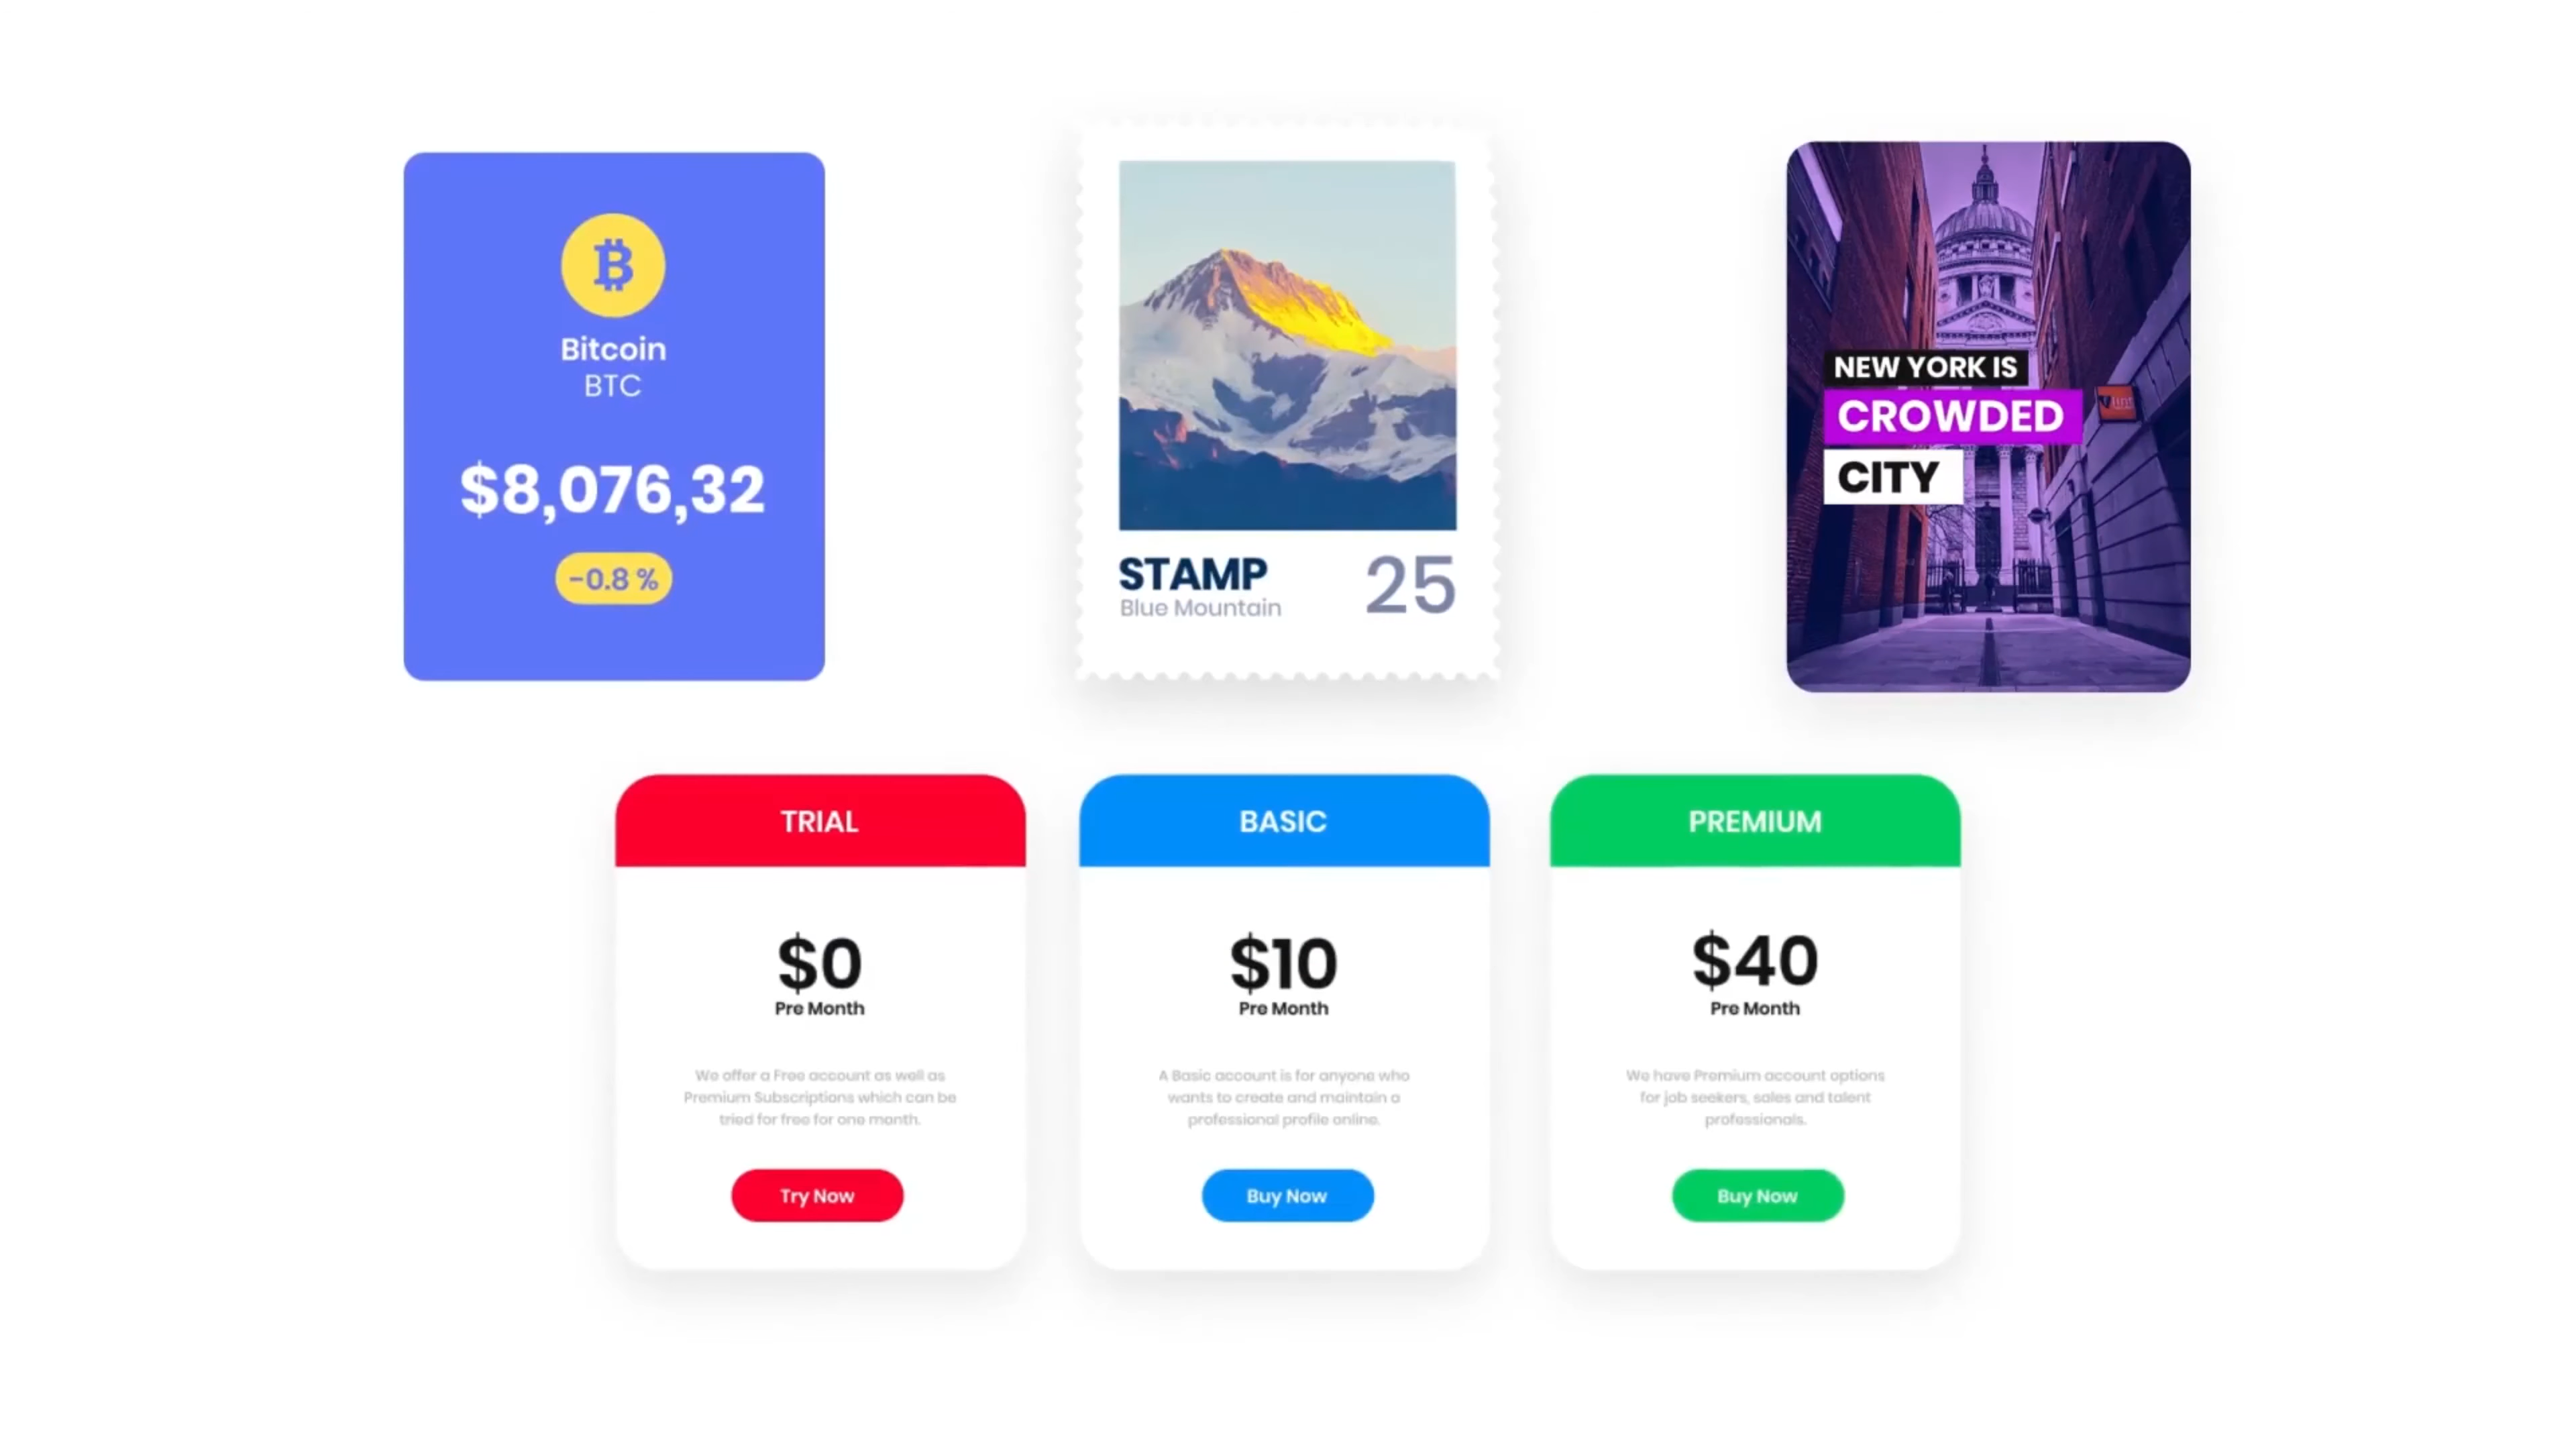 Bitcoin
BTC
$8,076,32
-0.8 %
STAMP
Blue Mountain
25
NEW YORK IS
CROWDED
CITY
TRIAL
$0
Pre Month
We offer a Free account as well as
Premium Subscriptions which can be
tried for free for one month.
Try Now
BASIC
$10
Pre Month
A Basic account is for anyone who
wants to create and maintain a
professional profile online.
Buy Now
PREMIUM
$40
Pre Month
We have Premium account options
for job seekers, sales and talent
professionals.
Buy Now